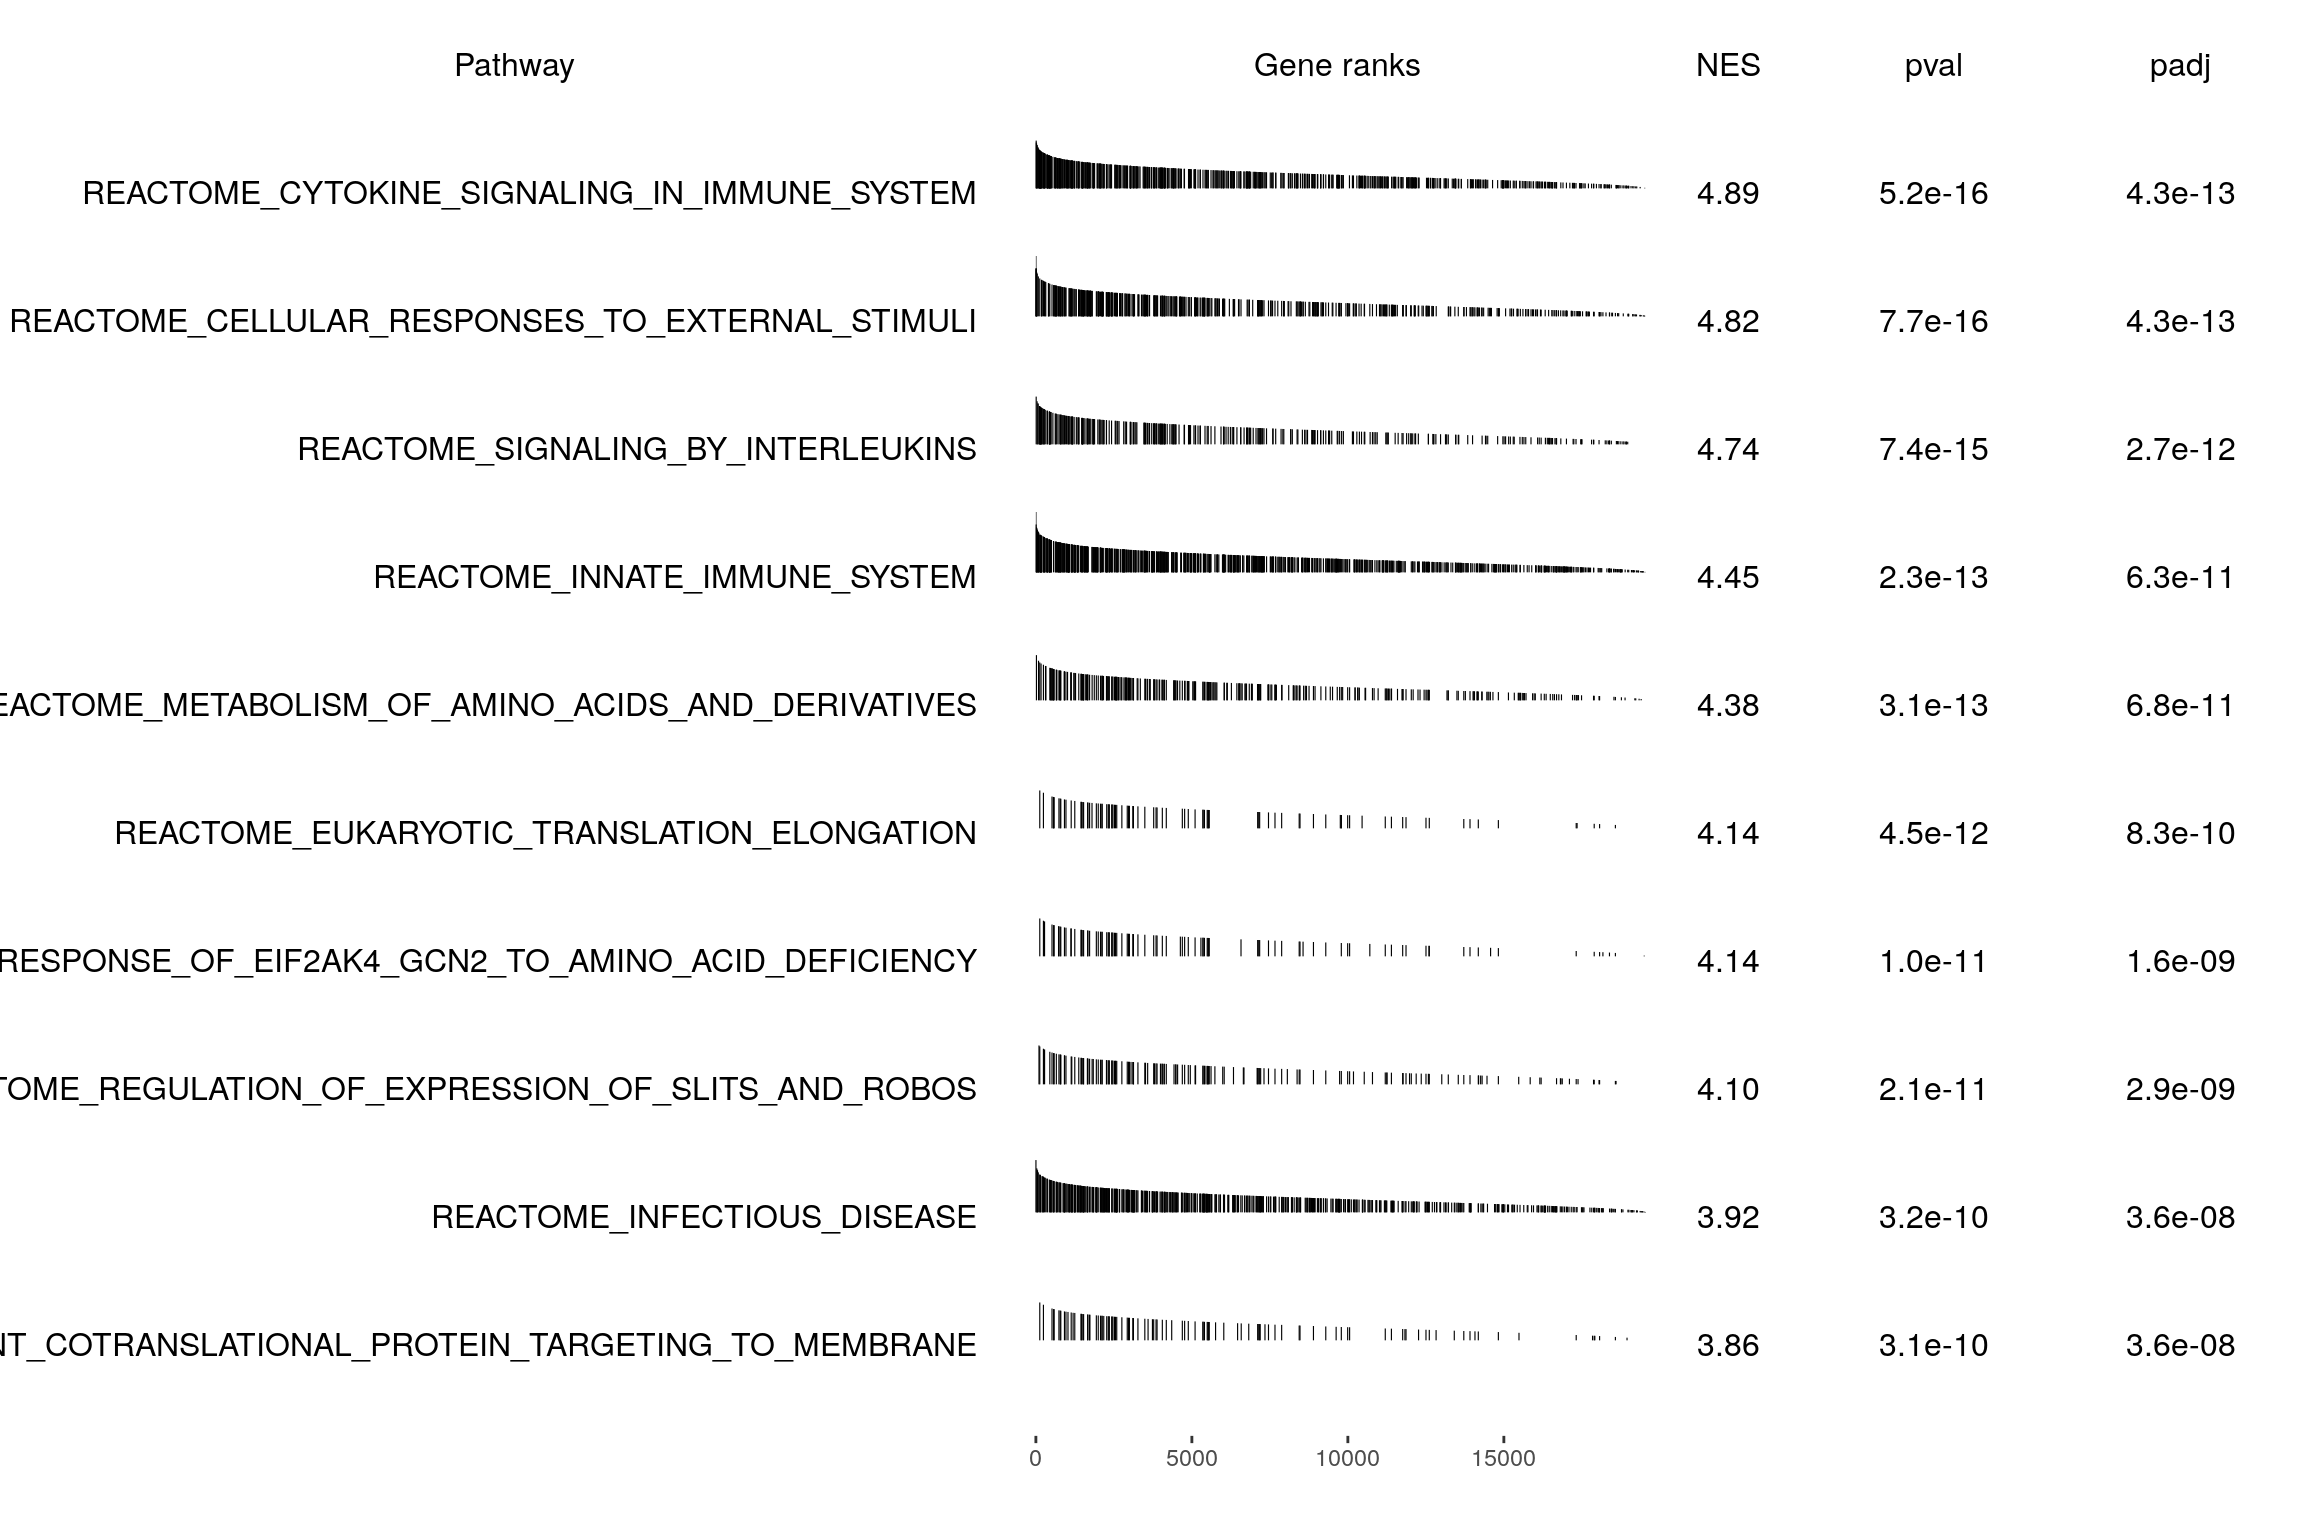 Pathway Gene ranks NES pval padj
REACTOME_CYTOKINE_SIGNALING_IN_IMMUNE_SYSTEM 4.89 5.2e-16 4.3e-13
REACTOME_CELLULAR_RESPONSES_TO_EXTERNAL_STIMULI 4.82 7.7e-16 4.3e-13
REACTOME_SIGNALING_BY_INTERLEUKINS 4.74 7.4e-15 2.7e-12
REACTOME_INNATE_IMMUNE_SYSTEM 4.45 2.3e-13 6.3e-11
EACTOME_METABOLISM_OF_AMINO_ACIDS_AND_DERIVATIVES 4.38 3.1e-13 6.8e-11
REACTOME_EUKARYOTIC_TRANSLATION_ELONGATION 4.14 4.5e-12 8.3e-10
RESPONSE_OF_EIF2AK4_GCN2_TO_AMINO_ACID_DEFICIENCY 4.14 1.0e-11 1.6e-09
TOME_REGULATION_OF_EXPRESSION_OF_SLITS_AND_ROBOS 4.10 2.1e-11 2.9e-09
REACTOME_INFECTIOUS_DISEASE 3.92 3.2e-10 3.6e-08
NT_COTRANSLATIONAL_PROTEIN_TARGETING_TO_MEMBRANE 3.86 3.1e-10 3.6e-08
0 5000 10000 15000